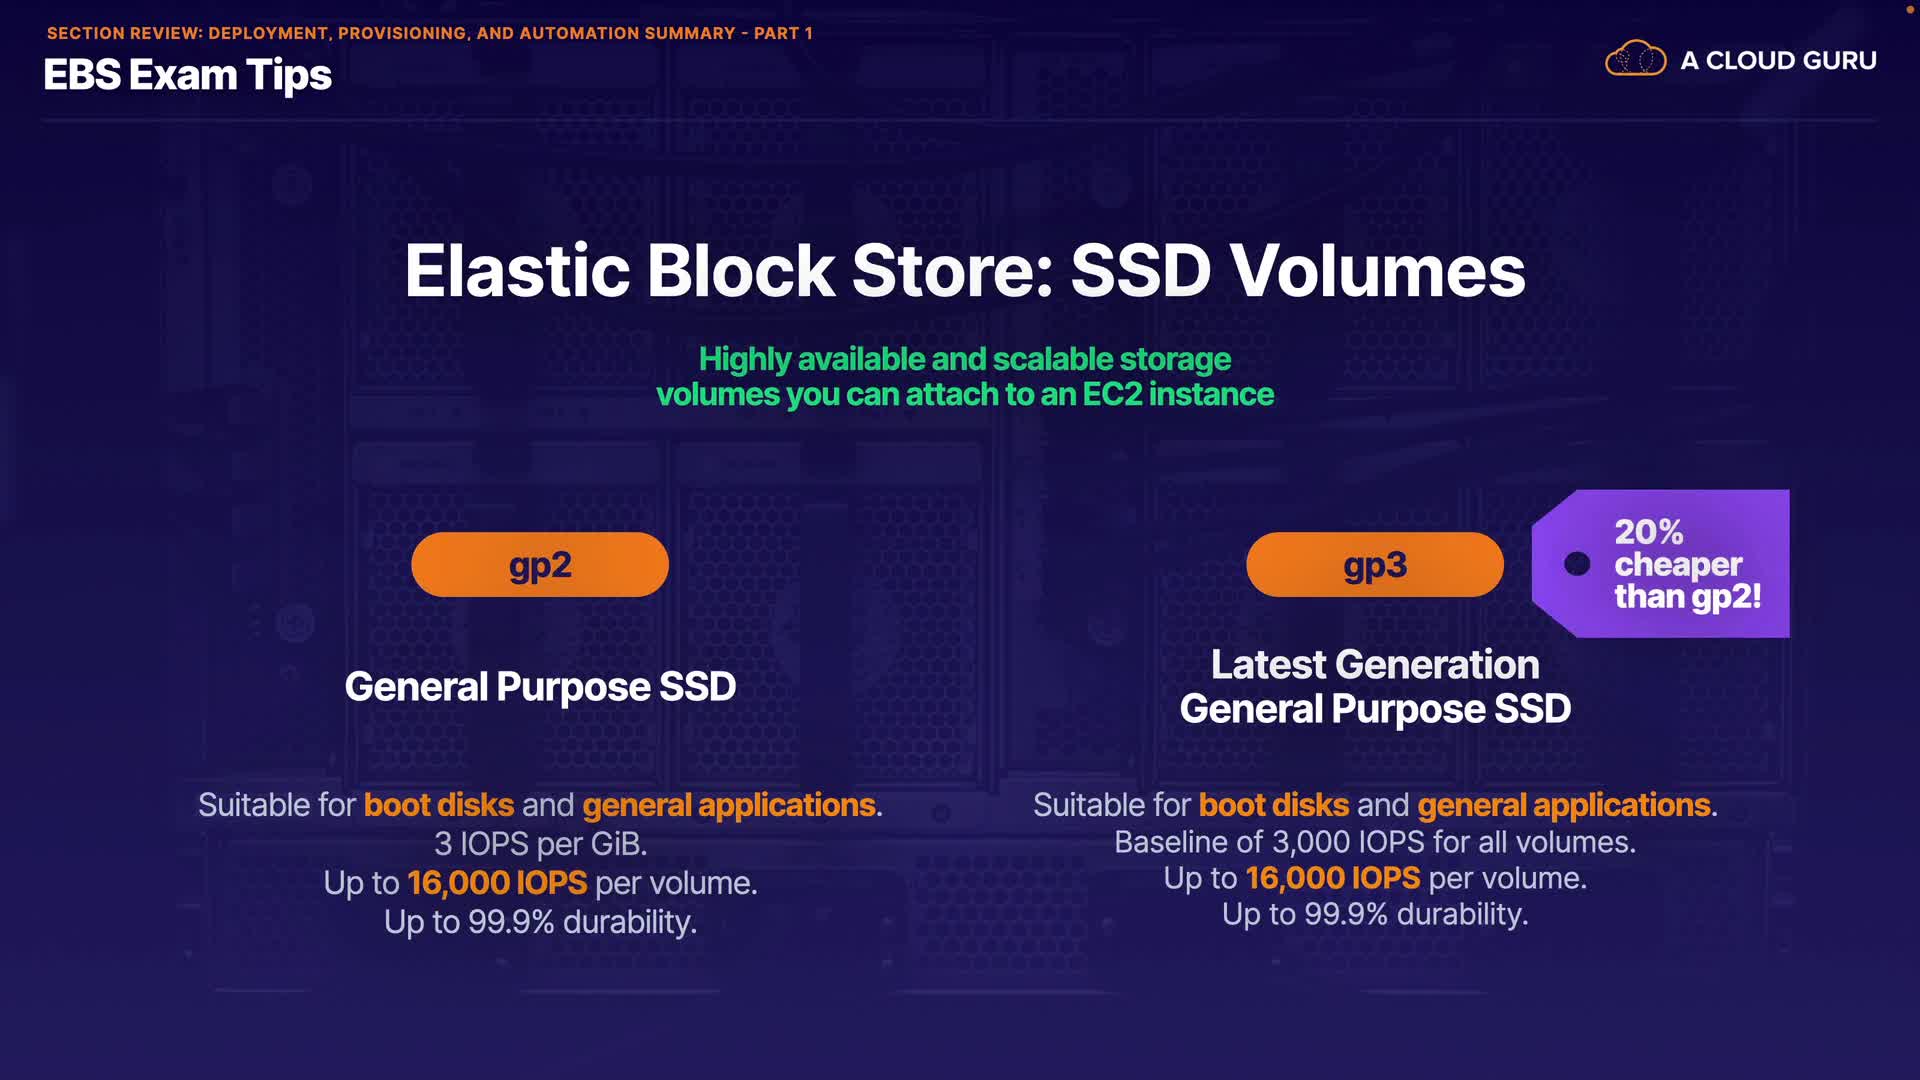 SECTION REVIEW: DEPLOYMENT, PROVISIONING, AND AUTOMATION SUMMARY - PART 1
EBS Exam Tips
A CLOUD GURU
Elastic Block Store: SSD Volumes
Highly available and scalable storage
volumes you can attach to an EC2 instance
gp2
General Purpose SSD
Suitable for boot disks and general applications.
3 IOPS per GiB.
Up to 16,000 IOPS per volume.
Up to 99.9% durability.
gp3
20%
cheaper
than gp2!
Latest Generation
General Purpose SSD
Suitable for boot disks and general applications.
Baseline of 3,000 IOPS for all volumes.
Up to 16,000 IOPS per volume.
Up to 99.9% durability.